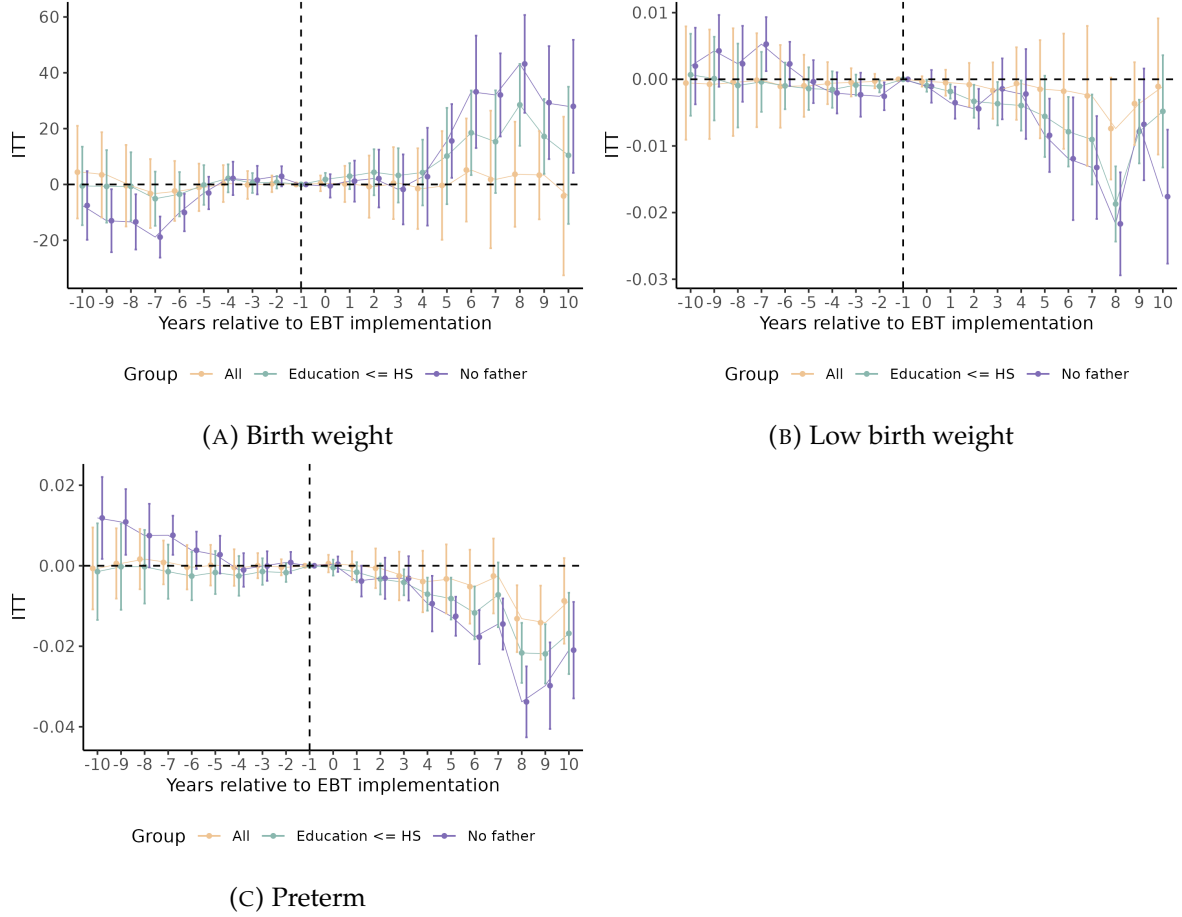 60
40
20
0
-20
ITT
-10 -9 -8 -7 -6 -5 -4 -3 -2 -1 0 1 2 3 4 5 6 7 8 9 10
Years relative to EBT implementation
Group All Education <= HS No father
(A) Birth weight
0.01
0.00
-0.01
-0.02
-0.03
ITT
-10 -9 -8 -7 -6 -5 -4 -3 -2 -1 0 1 2 3 4 5 6 7 8 9 10
Years relative to EBT implementation
Group All Education <= HS No father
(B) Low birth weight
0.02
0.00
-0.02
-0.04
ITT
-10 -9 -8 -7 -6 -5 -4 -3 -2 -1 0 1 2 3 4 5 6 7 8 9 10
Years relative to EBT implementation
Group All Education <= HS No father
(C) Preterm